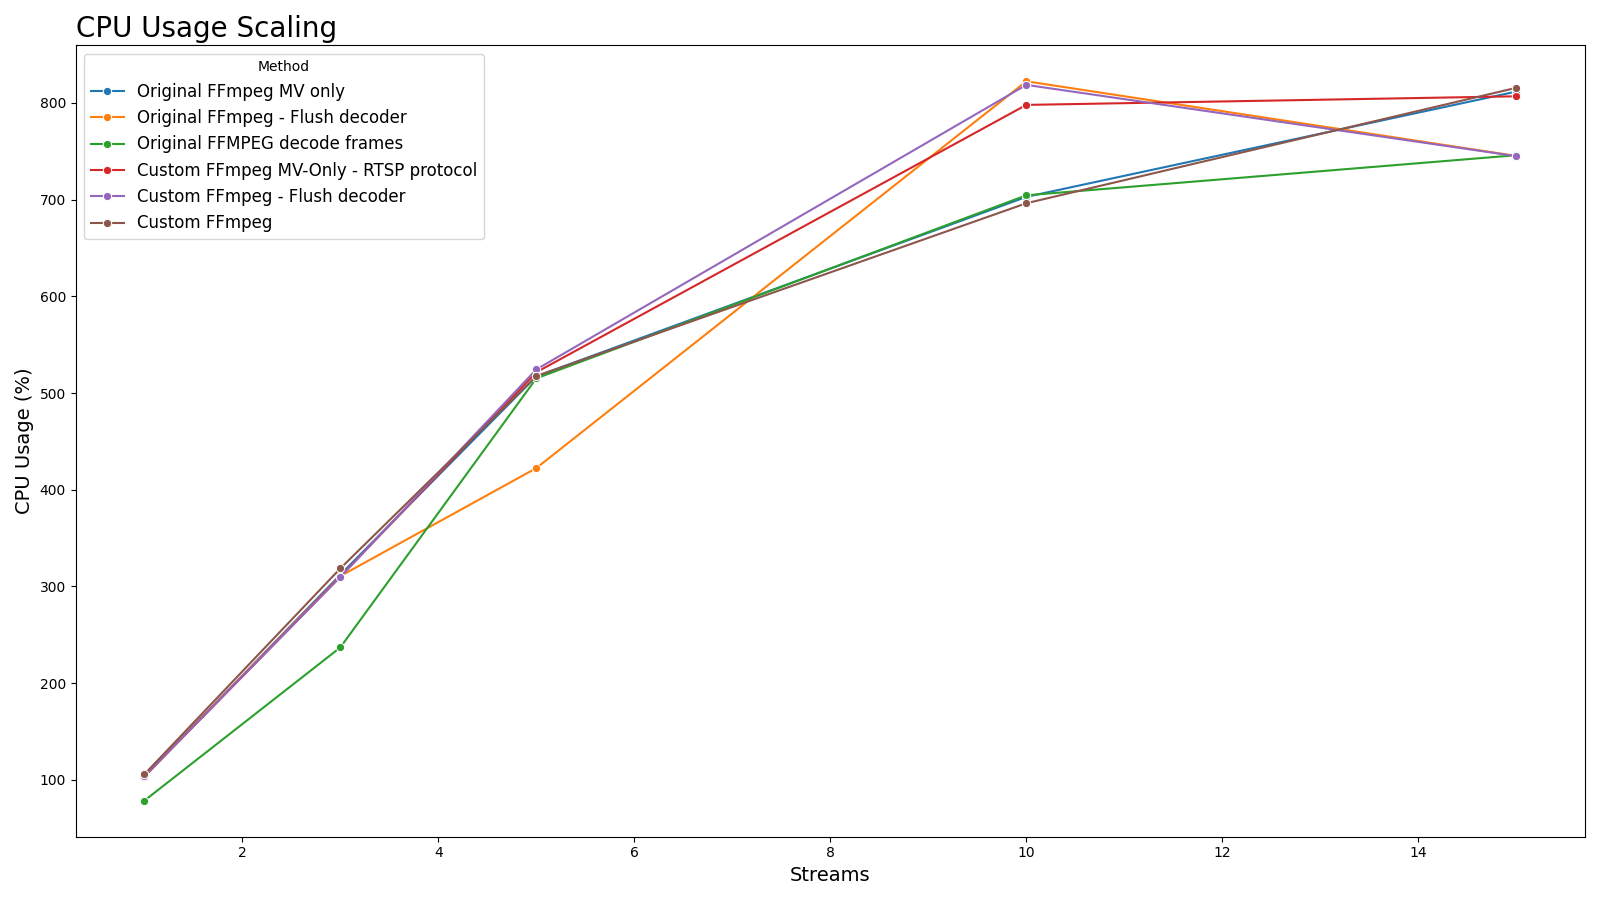 CPU Usage Scaling
Method
Original FFmpeg MV only
Original FFmpeg - Flush decoder
Original FFMPEG decode frames
Custom FFmpeg MV-Only - RTSP protocol
Custom FFmpeg - Flush decoder
Custom FFmpeg
CPU Usage (%)
800
700
600
500
400
300
200
100
2 4 6 8 10 12 14
Streams